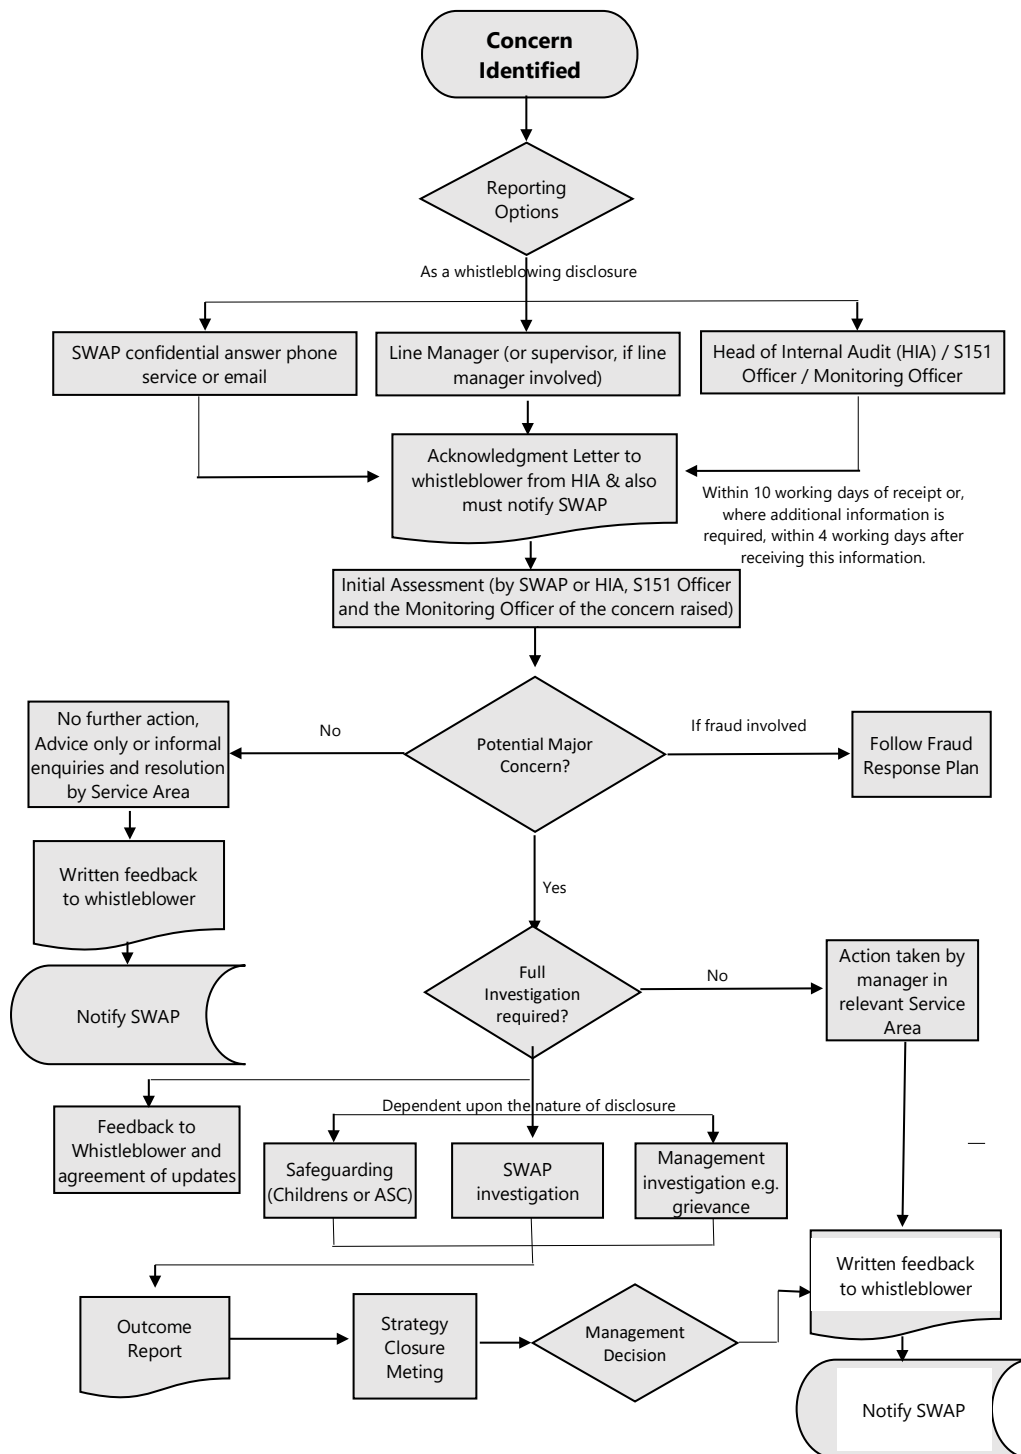 Concern
Identified
Reporting
Options
As a whistleblowing disclosure
SWAP confidential answer phone
service or email
Line Manager (or supervisor, if line
manager involved)
Head of Internal Audit (HIA) / S151
Officer / Monitoring Officer
Acknowledgment Letter to
whistleblower from HIA & also
must notify SWAP
Within 10 working days of receipt or,
where additional information is
required, within 4 working days after
receiving this information.
Initial Assessment (by SWAP or HIA, S151 Officer
and the Monitoring Officer of the concern raised)
No further action,
Advice only or informal
enquiries and resolution
by Service Area
No
Potential Major
Concern?
If fraud involved
Follow Fraud
Response Plan
Written feedback
to whistleblower
Yes
Notify SWAP
Full
Investigation
required?
No
Action taken by
manager in
relevant Service
Area
Feedback to
Whistleblower and
agreement of updates
Dependent upon the nature of disclosure
Safeguarding
(Childrens or ASC)
SWAP
investigation
Management
investigation e.g.
grievance
Written feedback
to whistleblower
Outcome
Report
Strategy
Closure
Meting
Management
Decision
Notify SWAP